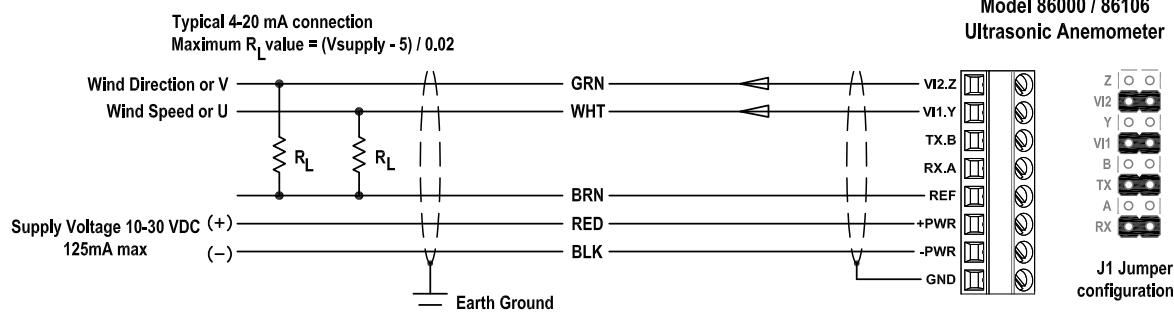 Model 86000 / 86106
Ultrasonic Anemometer
Typical 4-20 mA connection
Maximum RL value = (Vsupply - 5) / 0.02
Wind Direction or V
GRN
VI2.Z
Wind Speed or U
WHT
VI1.Y
TX.B
RX.A
RL
RL
BRN
REF
Supply Voltage 10-30 VDC (+)
RED
+PWR
125mA max (−)
BLK
-PWR
GND
Earth Ground
Z
VI2
Y
VI1
B
TX
A
RX
J1 Jumper
configuration